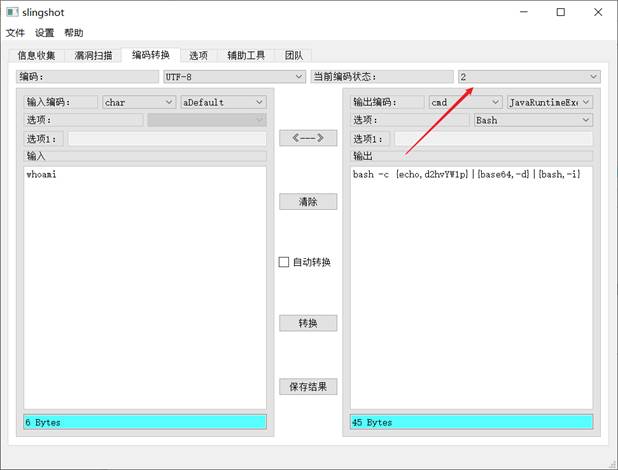 slingshot
文件 设置 帮助
信息收集 漏洞扫描 编码转换 选项 辅助工具 团队
编码: UTF-8 当前编码状态: 2
输入编码: char aDefault
选项:
选项1:
输入
whoami
6 Bytes
《--—》
清除
自动转换
转换
保存结果
输出编码: cmd JavaRuntimeExe
选项: Bash
选项1:
输出
bash -c {echo,d2hvYW1p}|{base64,-d}|{bash,-i}
45 Bytes